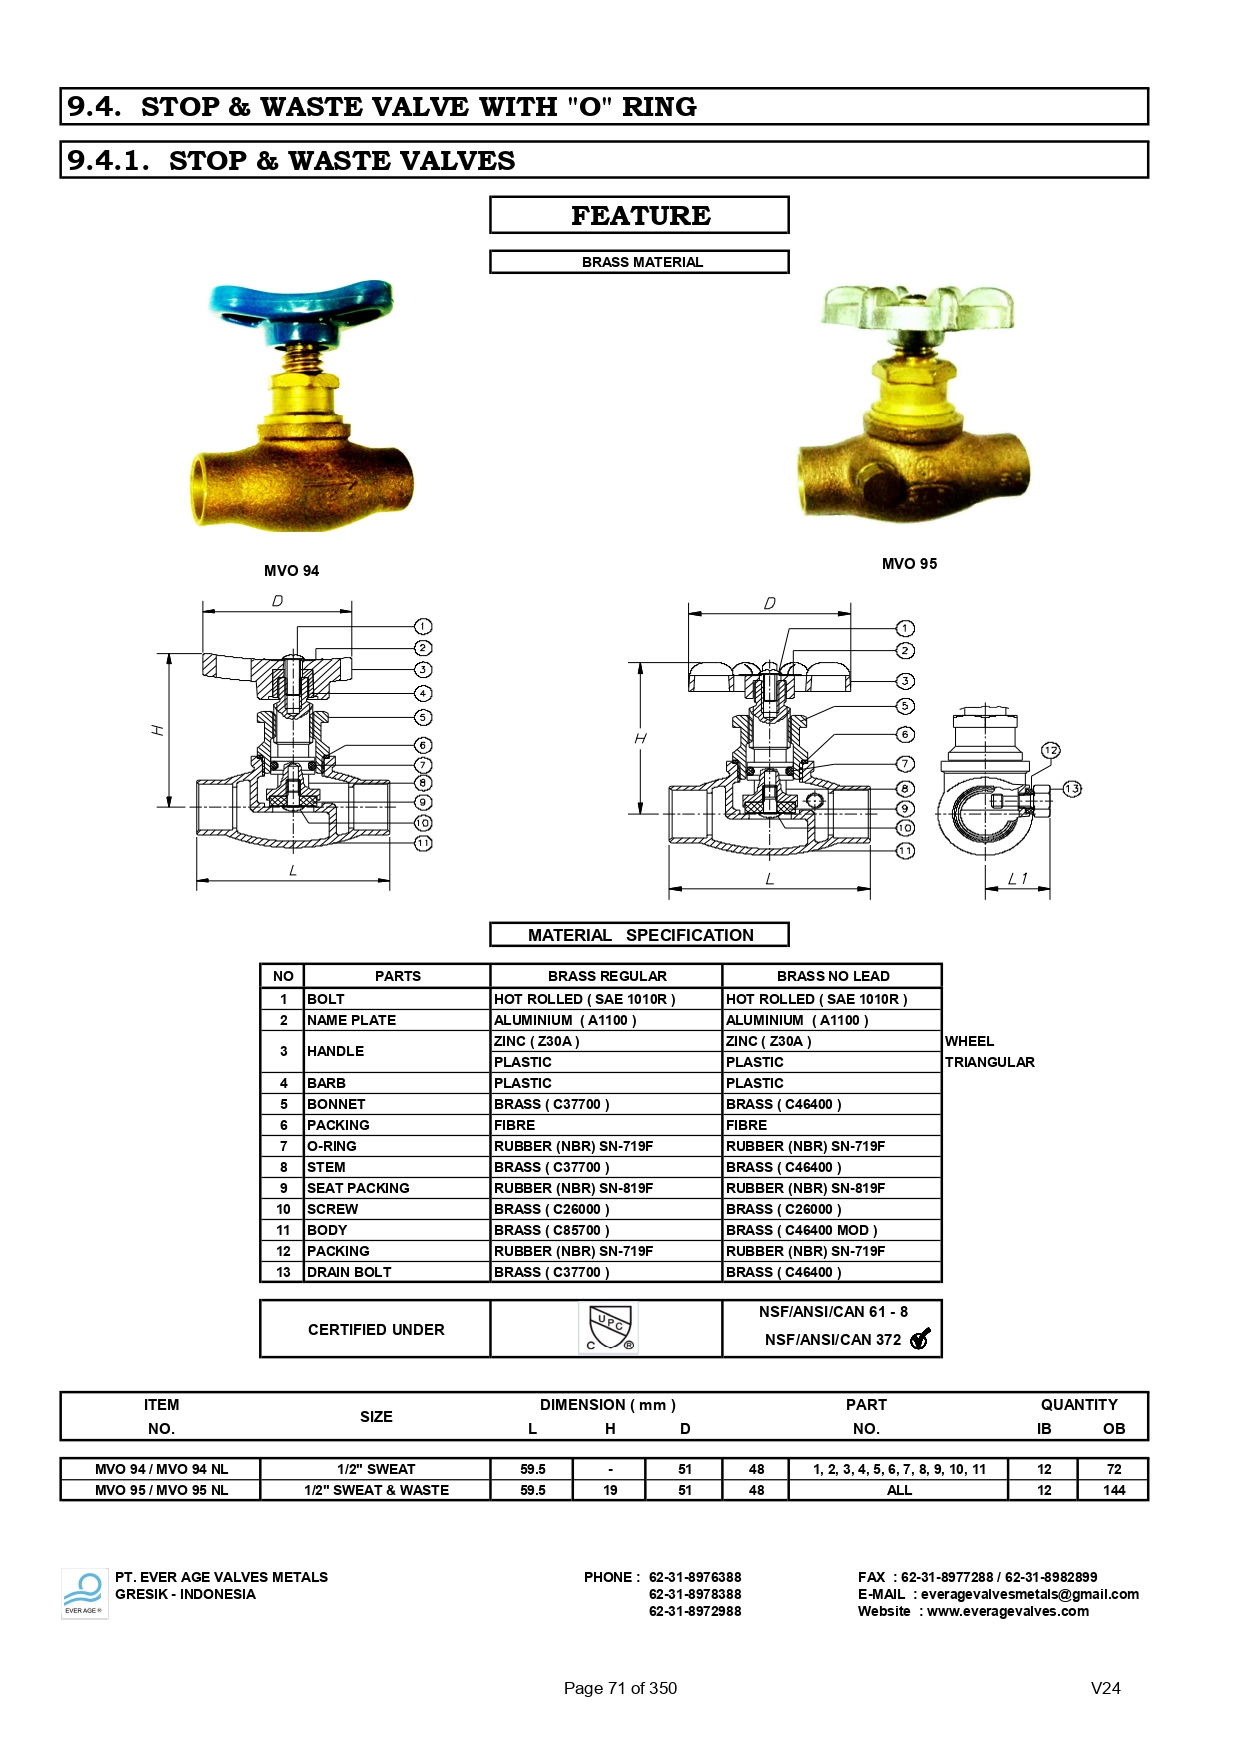 9.4. STOP & WASTE VALVE WITH "O" RING
9.4.1. STOP & WASTE VALVES
FEATURE
BRASS MATERIAL
MVO 94
MVO 95
D
1
2
3
4
5
6
7
8
9
10
11
H
L
D
1
2
3
5
6
7
8
9
10
11
H
L
12
13
L1
MATERIAL SPECIFICATION
NO PARTS BRASS REGULAR BRASS NO LEAD
1 BOLT HOT ROLLED ( SAE 1010R ) HOT ROLLED ( SAE 1010R )
2 NAME PLATE ALUMINIUM ( A1100 ) ALUMINIUM ( A1100 )
3 HANDLE ZINC ( Z30A ) ZINC ( Z30A ) WHEEL
PLASTIC PLASTIC TRIANGULAR
4 BARB PLASTIC PLASTIC
5 BONNET BRASS ( C37700 ) BRASS ( C46400 )
6 PACKING FIBRE FIBRE
7 O-RING RUBBER (NBR) SN-719F RUBBER (NBR) SN-719F
8 STEM BRASS ( C37700 ) BRASS ( C46400 )
9 SEAT PACKING RUBBER (NBR) SN-819F RUBBER (NBR) SN-819F
10 SCREW BRASS ( C26000 ) BRASS ( C26000 )
11 BODY BRASS ( C85700 ) BRASS ( C46400 MOD )
12 PACKING RUBBER (NBR) SN-719F RUBBER (NBR) SN-719F
13 DRAIN BOLT BRASS ( C37700 ) BRASS ( C46400 )
CERTIFIED UNDER
UPC
C ®
NSF/ANSI/CAN 61 - 8
NSF/ANSI/CAN 372
ITEM NO. SIZE DIMENSION ( mm ) PART NO. QUANTITY
L H D IB OB
MVO 94 / MVO 94 NL 1/2" SWEAT 59.5 - 51 48 1, 2, 3, 4, 5, 6, 7, 8, 9, 10, 11 12 72
MVO 95 / MVO 95 NL 1/2" SWEAT & WASTE 59.5 19 51 48 ALL 12 144
EVER AGE ®
PT. EVER AGE VALVES METALS
GRESIK - INDONESIA
PHONE : 62-31-8976388
62-31-8978388
62-31-8972988
FAX : 62-31-8977288 / 62-31-8982899
E-MAIL : everagevalvesmetals@gmail.com
Website : www.everagevalves.com
Page 71 of 350
V24